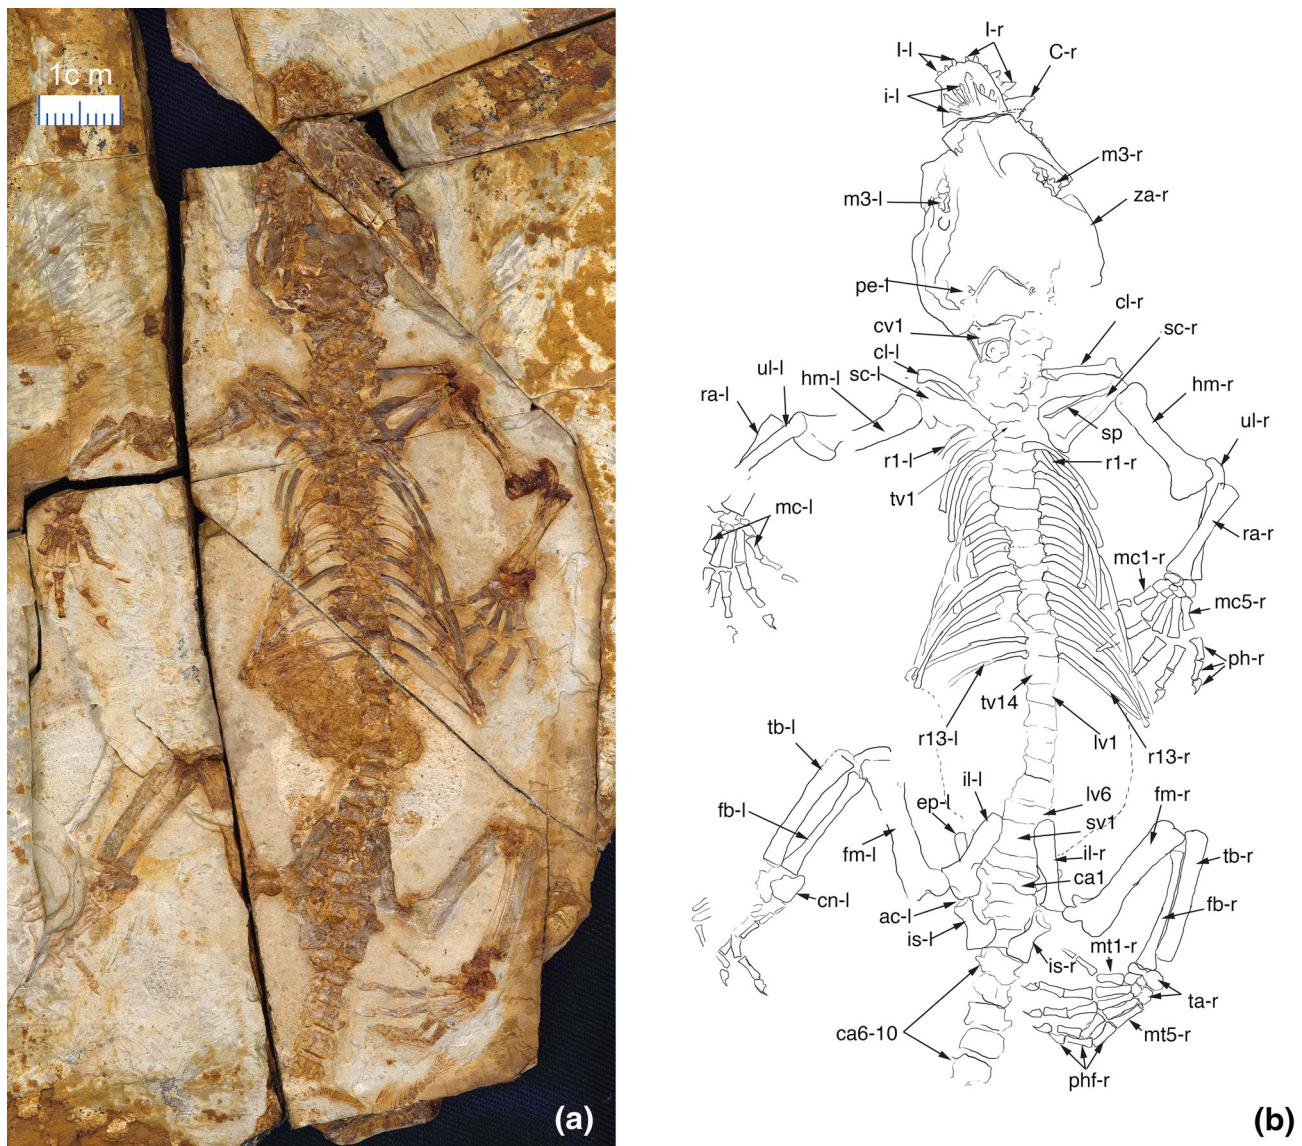 1c m
(a)
I-l
I-r
C-r
i-l
m3-r
m3-l
za-r
pe-l
cl-r
cv1
sc-r
cl-l
ul-l
sc-l
hm-l
hm-r
ra-l
sp
ul-r
r1-l
r1-r
tv1
mc-l
ra-r
mc1-r
mc5-r
ph-r
tv14
lv1
r13-l
r13-r
tb-l
il-l
lv6
fm-r
ep-l
sv1
fb-l
fm-l
il-r
tb-r
ca1
cn-l
ac-l
fb-r
is-l
mt1-r
is-r
ta-r
ca6-10
mt5-r
phf-r
(b)